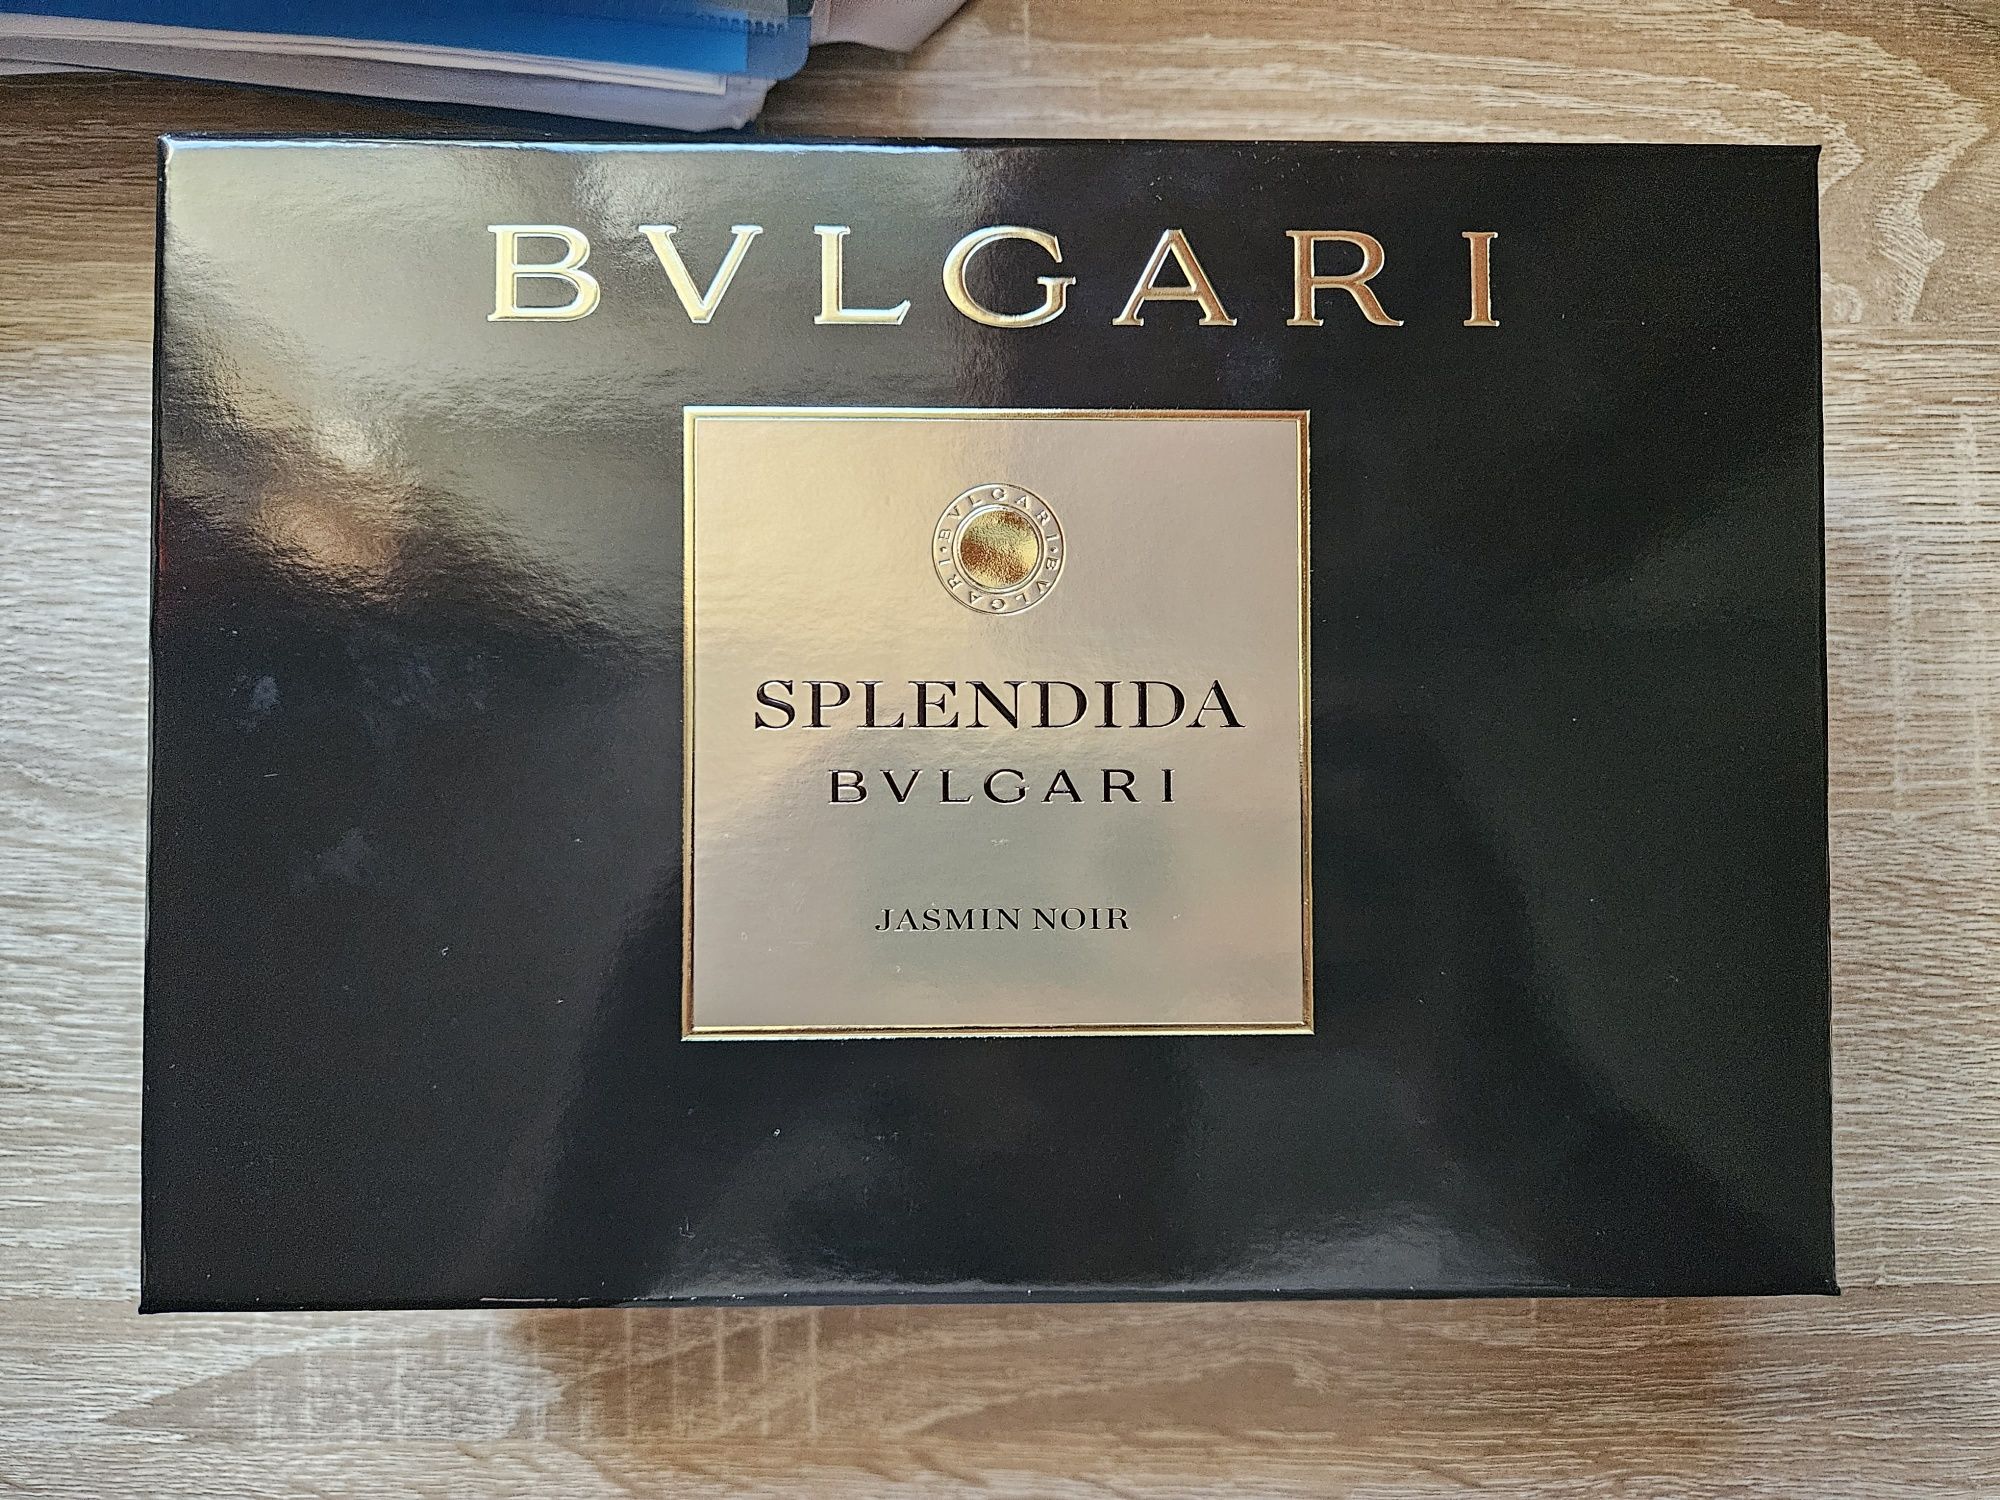 BVLGARI
BVLGARI · BVLGARI ·
SPLENDIDA
BVLGARI
JASMIN NOIR